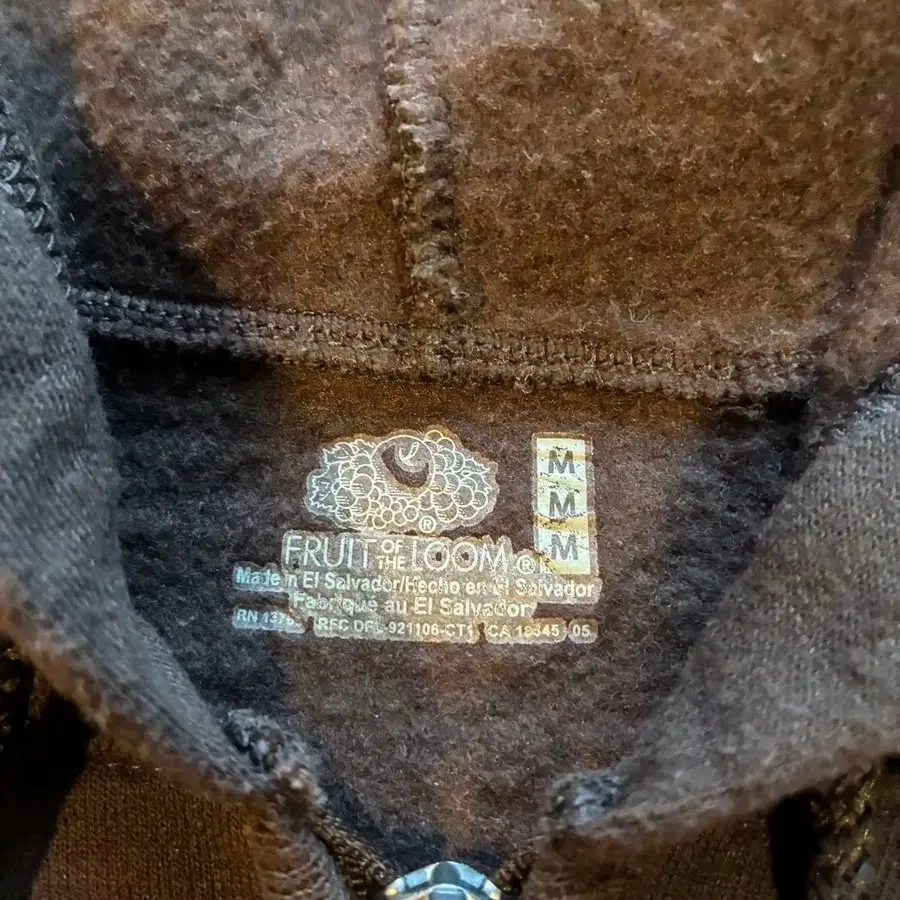 M
M
M
®
FRUIT OF THE LOOM®
Made in El Salvador/Hecho en El Salvador
Fabriqué au El Salvador
RN RFC DFL-921106-CT1 CA 05